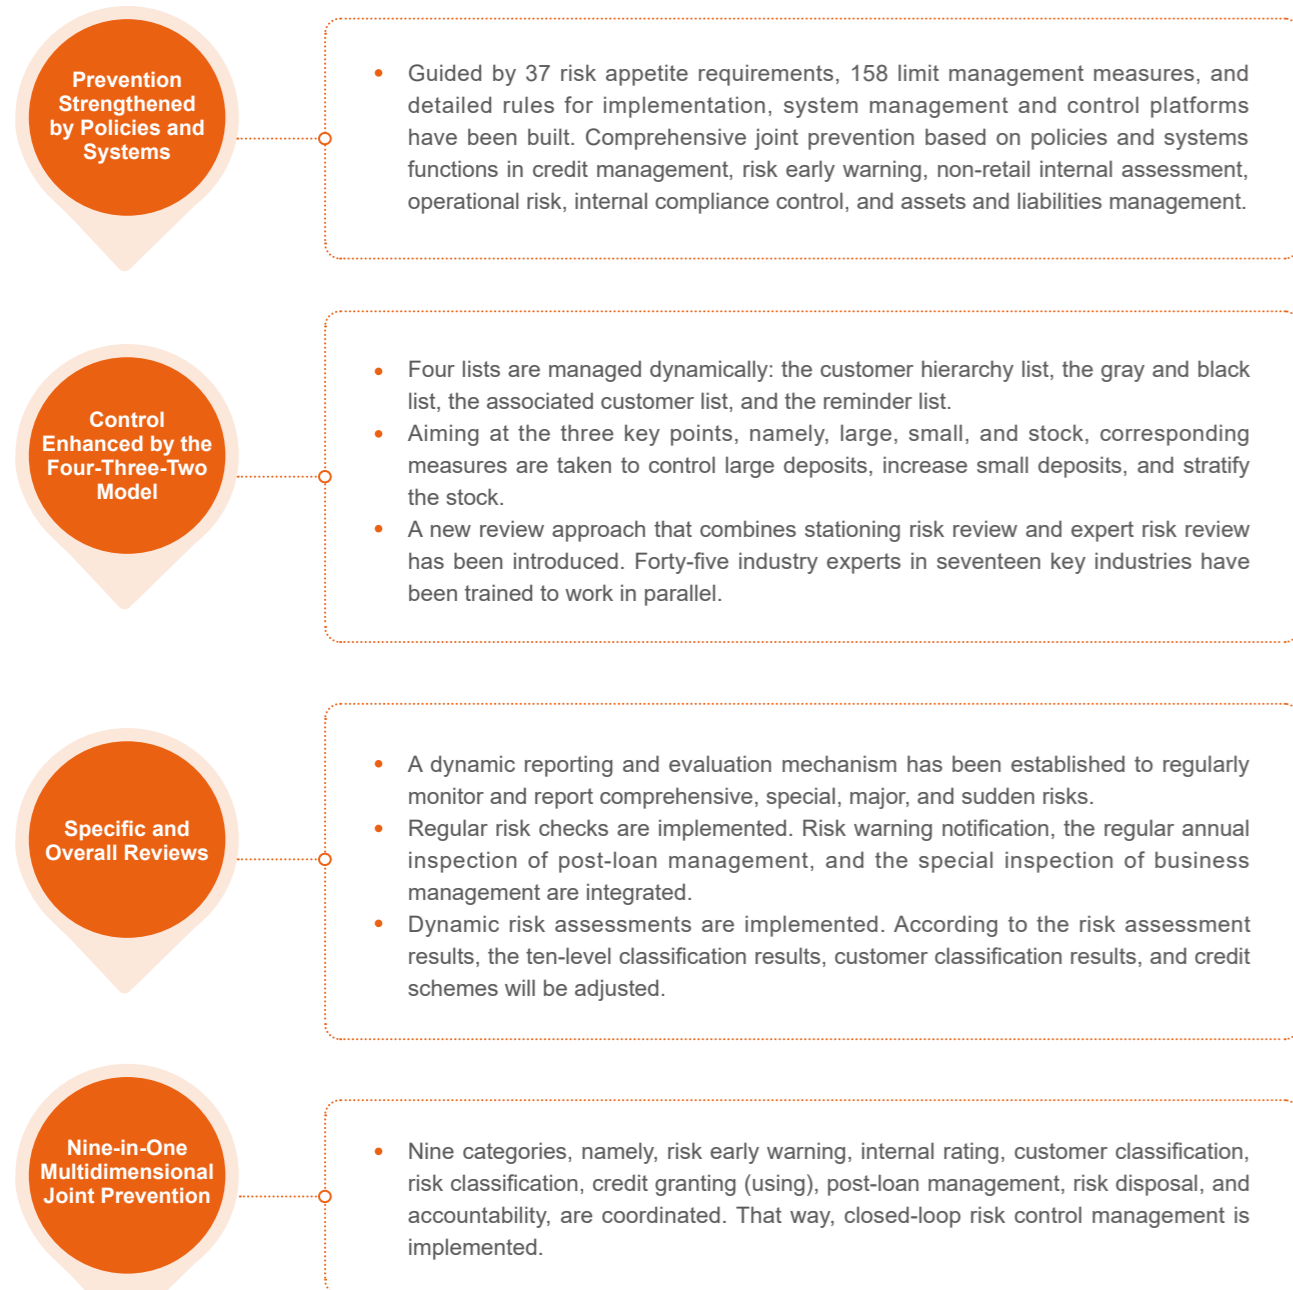 Prevention
Strengthened
by Policies and
Systems
• Guided by 37 risk appetite requirements, 158 limit management measures, and
detailed rules for implementation, system management and control platforms
have been built. Comprehensive joint prevention based on policies and systems
functions in credit management, risk early warning, non-retail internal assessment,
operational risk, internal compliance control, and assets and liabilities management.
Control
Enhanced by the
Four-Three-Two
Model
• Four lists are managed dynamically: the customer hierarchy list, the gray and black
list, the associated customer list, and the reminder list.
• Aiming at the three key points, namely, large, small, and stock, corresponding
measures are taken to control large deposits, increase small deposits, and stratify
the stock.
• A new review approach that combines stationing risk review and expert risk review
has been introduced. Forty-five industry experts in seventeen key industries have
been trained to work in parallel.
Specific and
Overall Reviews
• A dynamic reporting and evaluation mechanism has been established to regularly
monitor and report comprehensive, special, major, and sudden risks.
• Regular risk checks are implemented. Risk warning notification, the regular annual
inspection of post-loan management, and the special inspection of business
management are integrated.
• Dynamic risk assessments are implemented. According to the risk assessment
results, the ten-level classification results, customer classification results, and credit
schemes will be adjusted.
Nine-in-One
Multidimensional
Joint Prevention
• Nine categories, namely, risk early warning, internal rating, customer classification,
risk classification, credit granting (using), post-loan management, risk disposal, and
accountability, are coordinated. That way, closed-loop risk control management is
implemented.